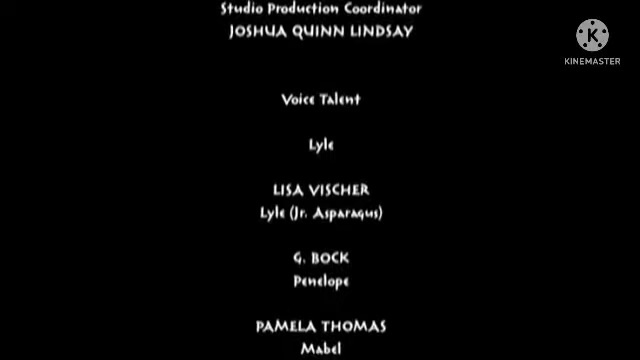 Studio Production Coordinator
JOSHUA QUINN LINDSAY
K
KINEMASTER
Voice Talent
Lyle
LISA VISCHER
Lyle (Jr. Asparagus)
G. BOCK
Penelope
PAMELA THOMAS
Mabel